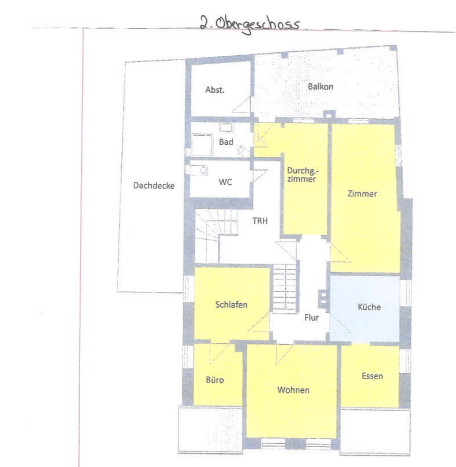 2. Obergeschoss
Abst.
Balkon
Bad
Durchg.-
zimmer
Dachdecke
WC
Zimmer
TRH
Schlafen
Küche
Flur
Büro
Wohnen
Essen